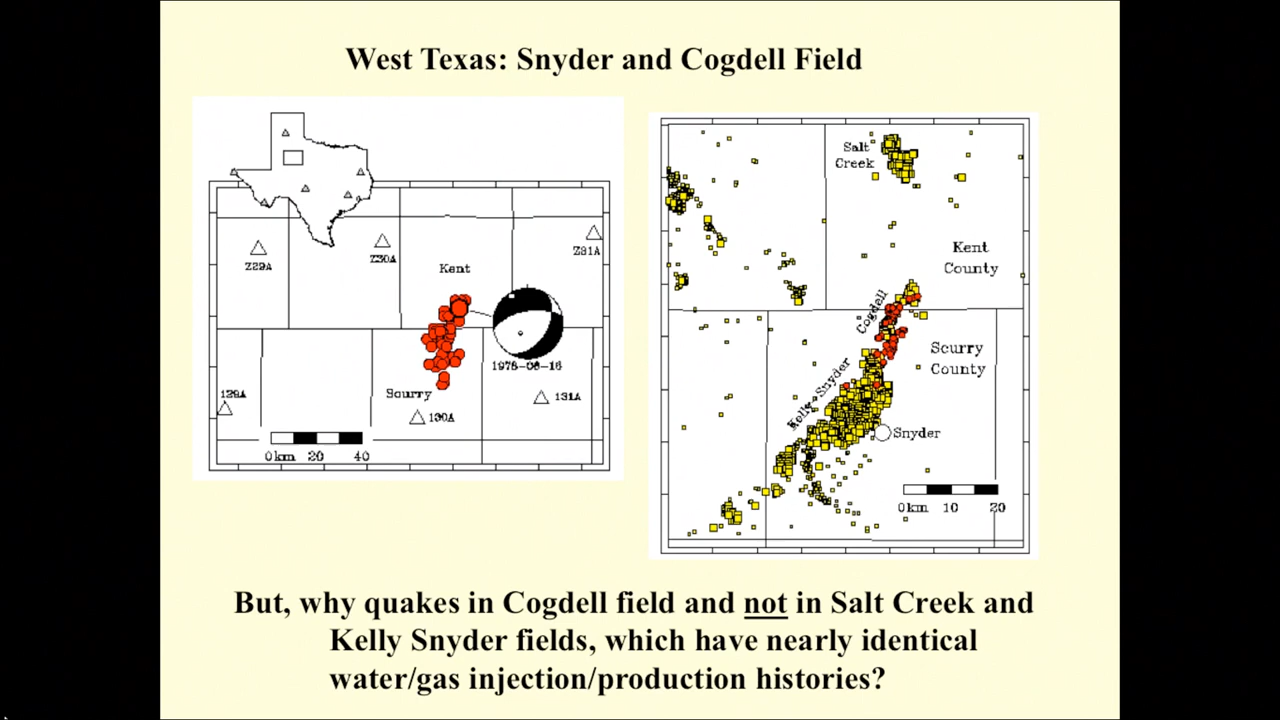 West Texas: Snyder and Cogdell Field
Z29A
Z30A
Z31A
Kent
1978-06-16
Scurry
129A
130A
131A
0km 20 40
Salt
Creek
Kent
County
Cogdell
Scurry
County
Kelly-Snyder
Snyder
0km 10 20
But, why quakes in Cogdell field and not in Salt Creek and
Kelly Snyder fields, which have nearly identical
water/gas injection/production histories?